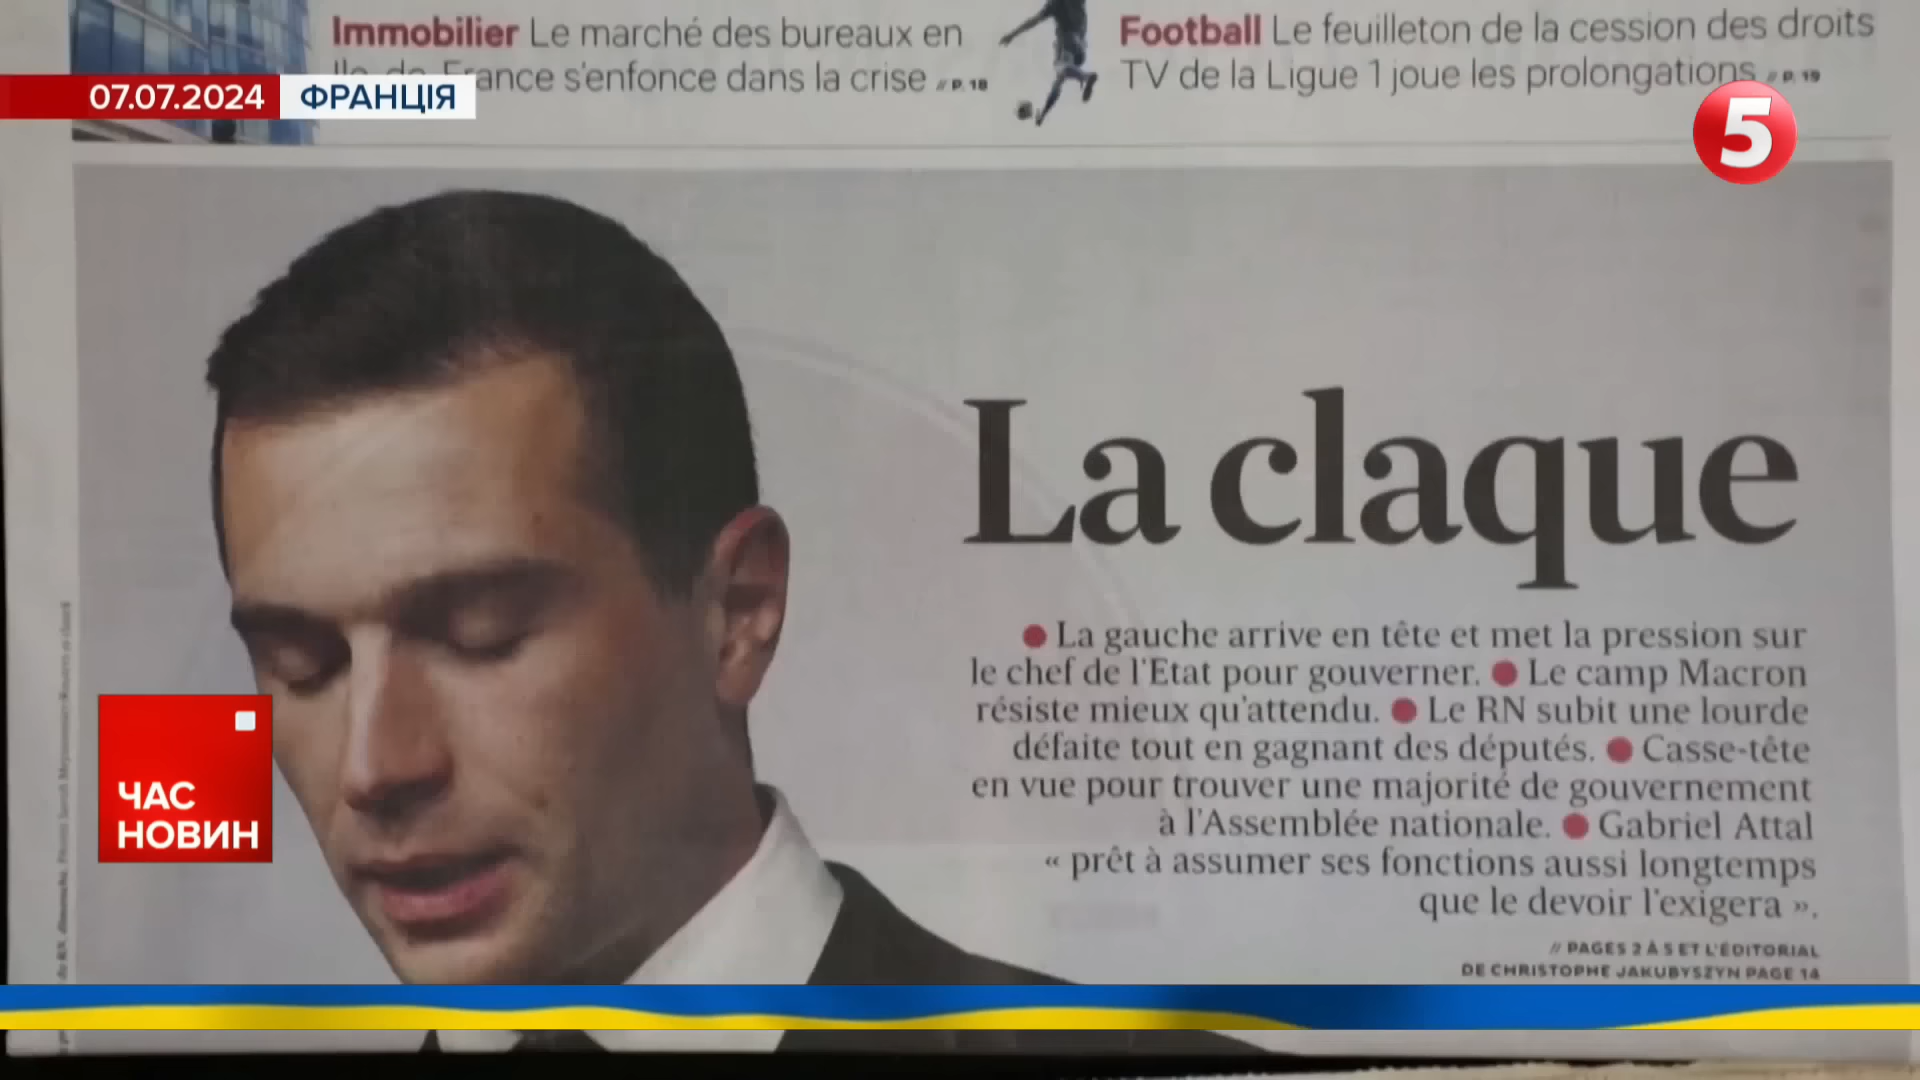 Immobilier Le marché des bureaux en
France s'enfonce dans la crise // P. 18
Football Le feuilleton de la cession des droits
TV de la Ligue 1 joue les prolongations // P. 19
07.07.2024
ФРАНЦІЯ
5
La claque
● La gauche arrive en tête et met la pression sur
le chef de l'Etat pour gouverner. ● Le camp Macron
résiste mieux qu'attendu. ● Le RN subit une lourde
défaite tout en gagnant des députés. ● Casse-tête
en vue pour trouver une majorité de gouvernement
à l'Assemblée nationale. ● Gabriel Attal
« prêt à assumer ses fonctions aussi longtemps
que le devoir l'exigera ».
// PAGES 2 À 5 ET L'ÉDITORIAL
DE CHRISTOPHE JAKUBYSZYN PAGE 14
ЧАС
НОВИН